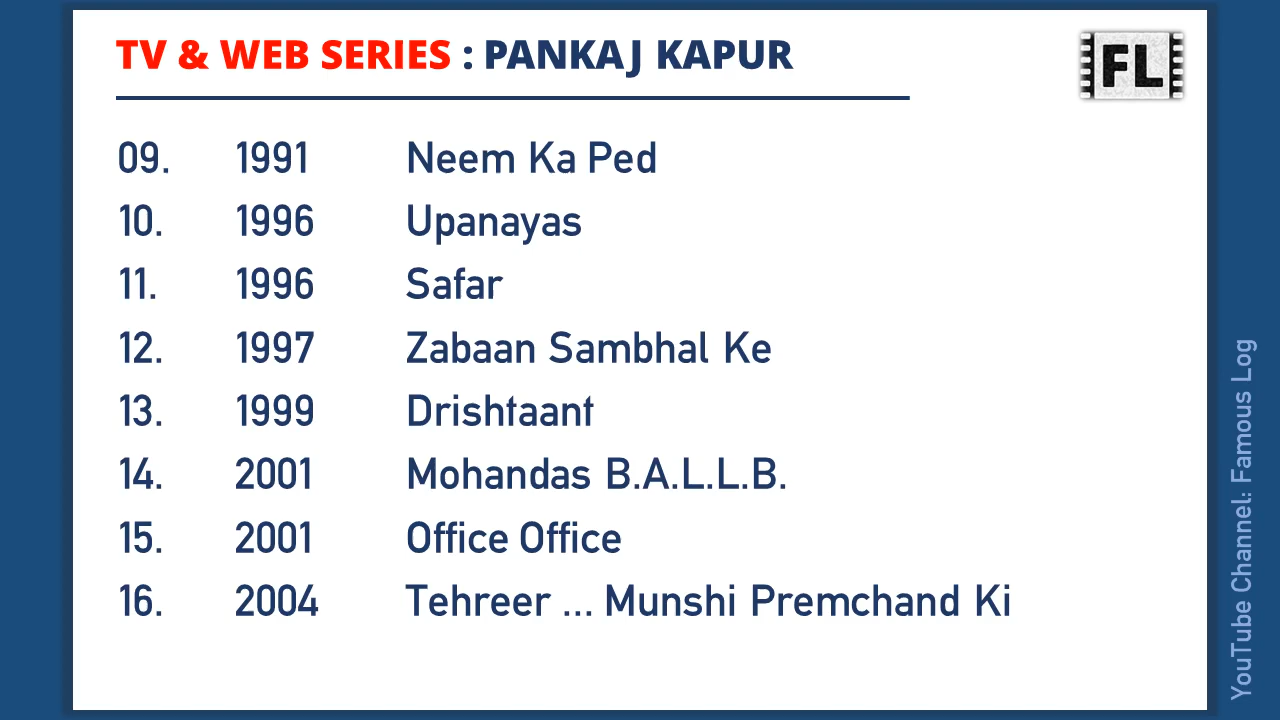 TV & WEB SERIES : PANKAJ KAPUR
FL
09. 1991 Neem Ka Ped
10. 1996 Upanayas
11. 1996 Safar
12. 1997 Zabaan Sambhal Ke
13. 1999 Drishtaant
14. 2001 Mohandas B.A.L.L.B.
15. 2001 Office Office
16. 2004 Tehreer ... Munshi Premchand Ki
YouTube Channel: Famous Log